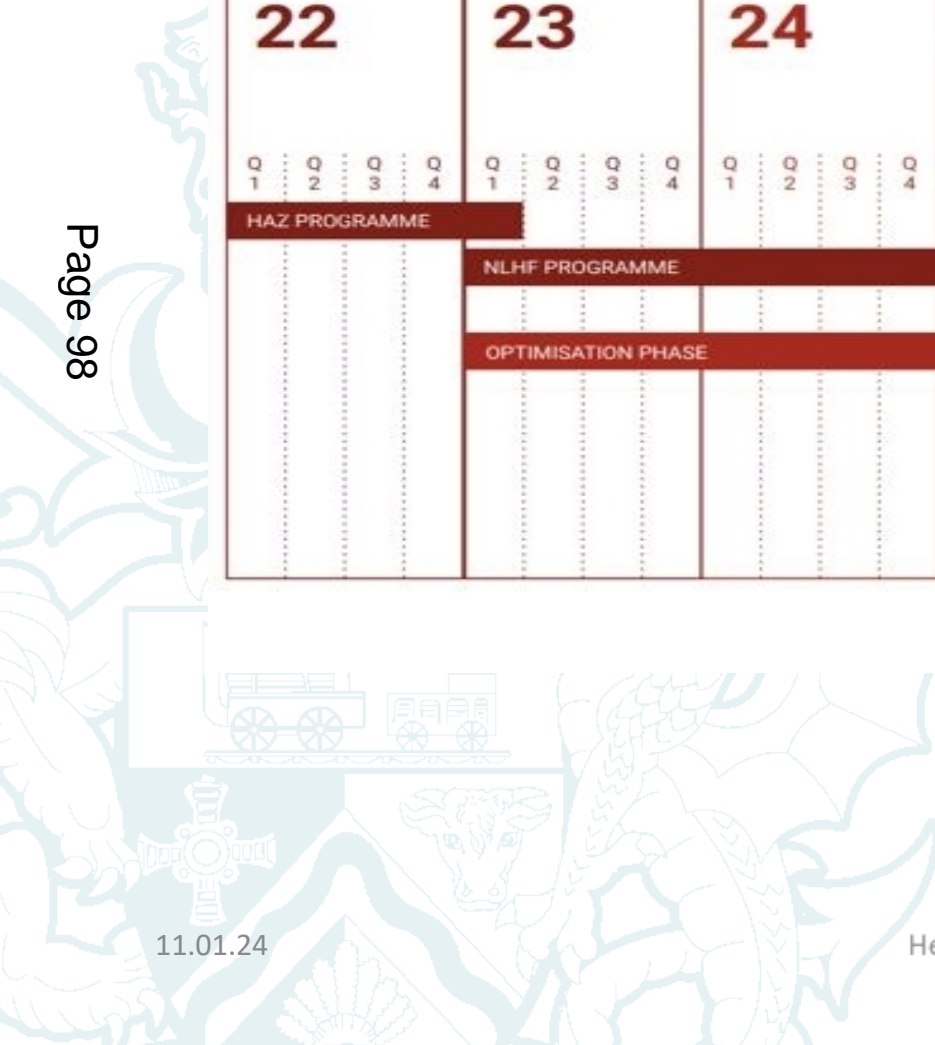 22 23 24
Q Q Q Q Q Q Q Q Q Q Q Q
1 2 3 4 1 2 3 4 1 2 3 4
HAZ PROGRAMME
NLHF PROGRAMME
OPTIMISATION PHASE
Page 98
11.01.24 He